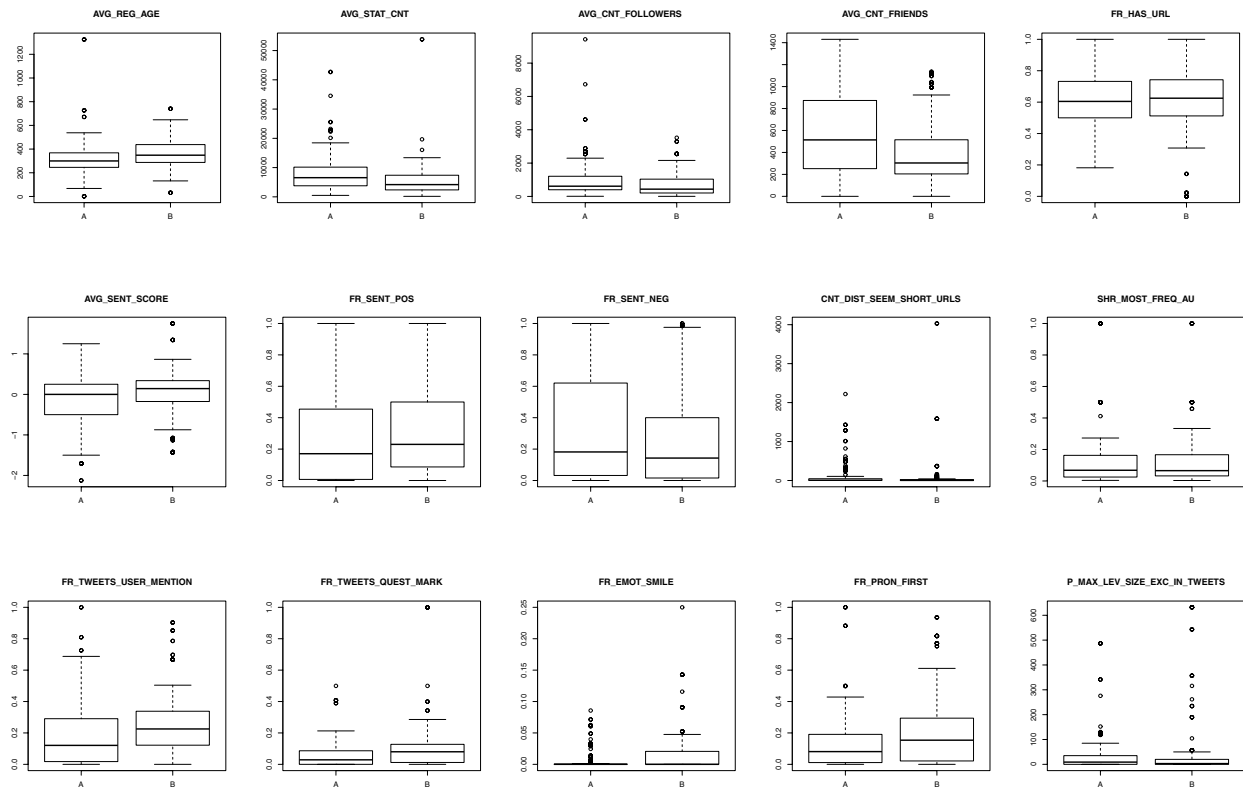 AVG_REG_AGE
0 200 400 600 800 1000 1200
A B
AVG_STAT_CNT
0 10000 20000 30000 40000 50000
A B
AVG_CNT_FOLLOWERS
0 2000 4000 6000 8000
A B
AVG_CNT_FRIENDS
0 200 400 600 800 1000 1400
A B
FR_HAS_URL
0.0 0.2 0.4 0.6 0.8 1.0
A B
AVG_SENT_SCORE
−2 −1 0 1
A B
FR_SENT_POS
0.0 0.2 0.4 0.6 0.8 1.0
A B
FR_SENT_NEG
0.0 0.2 0.4 0.6 0.8 1.0
A B
CNT_DIST_SEEM_SHORT_URLS
0 1000 2000 3000 4000
A B
SHR_MOST_FREQ_AU
0.0 0.2 0.4 0.6 0.8 1.0
A B
FR_TWEETS_USER_MENTION
0.0 0.2 0.4 0.6 0.8 1.0
A B
FR_TWEETS_QUEST_MARK
0.0 0.2 0.4 0.6 0.8 1.0
A B
FR_EMOT_SMILE
0.00 0.05 0.10 0.15 0.20 0.25
A B
FR_PRON_FIRST
0.0 0.2 0.4 0.6 0.8 1.0
A B
P_MAX_LEV_SIZE_EXC_IN_TWEETS
0 100 200 300 400 500 600
A B